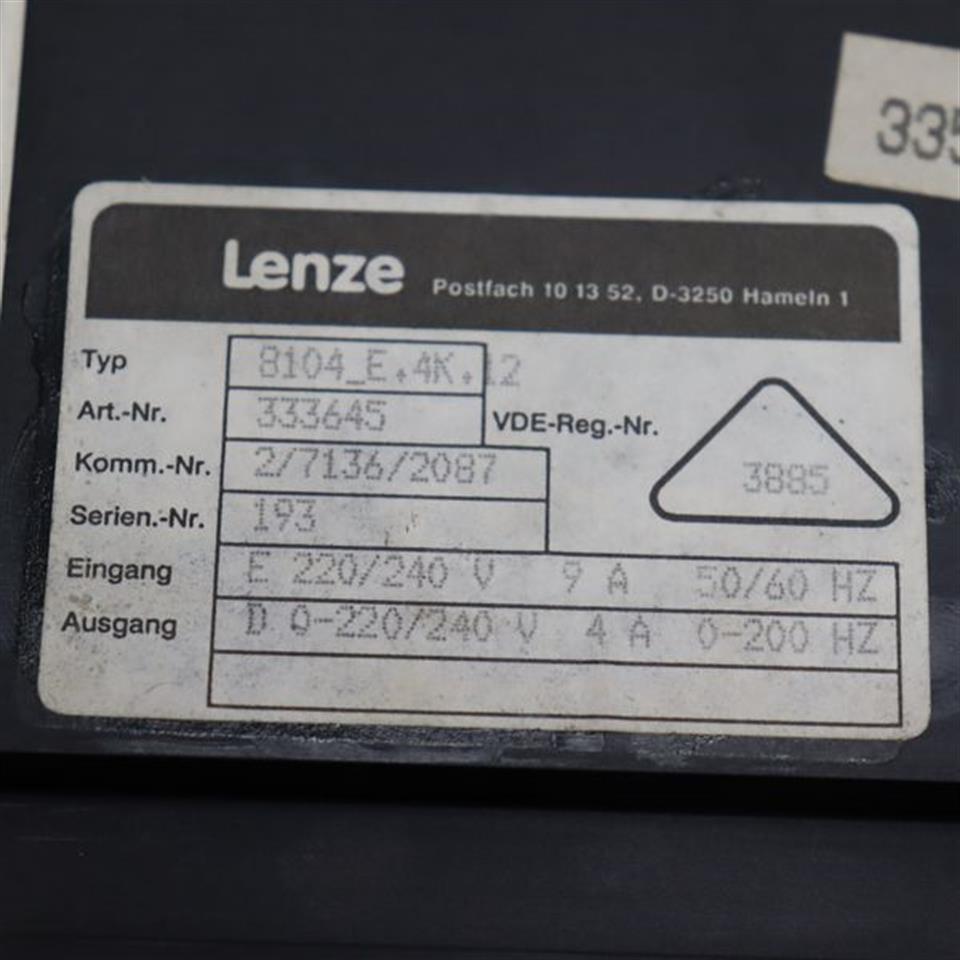 335
Lenze Postfach 10 13 52, D-3250 Hameln 1
Typ 8104_E.4K.12
Art.-Nr. 333645 VDE-Reg.-Nr.
Komm.-Nr. 2/7136/2087 3885
Serien.-Nr. 193
Eingang E 220/240 V 9 A 50/60 HZ
Ausgang D 0-220/240 V 4 A 0-200 HZ